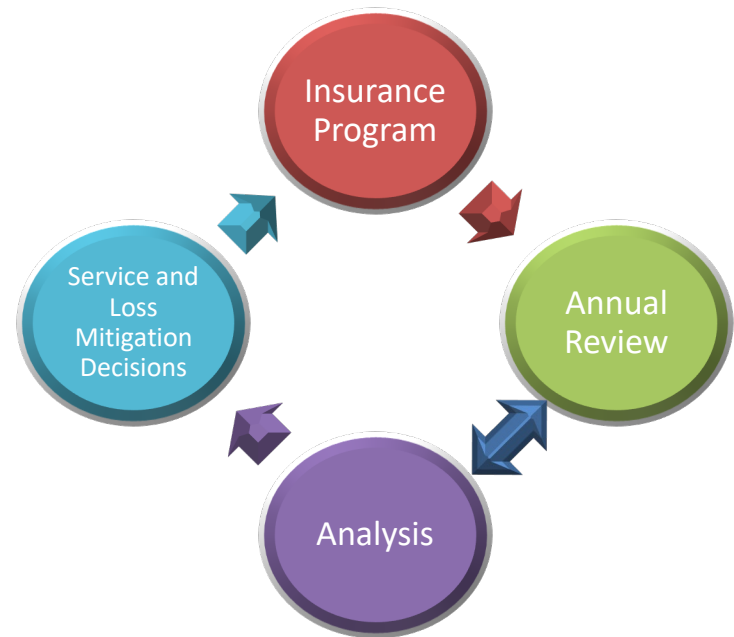 Insurance
Program
Annual
Review
Analysis
Service and
Loss
Mitigation
Decisions